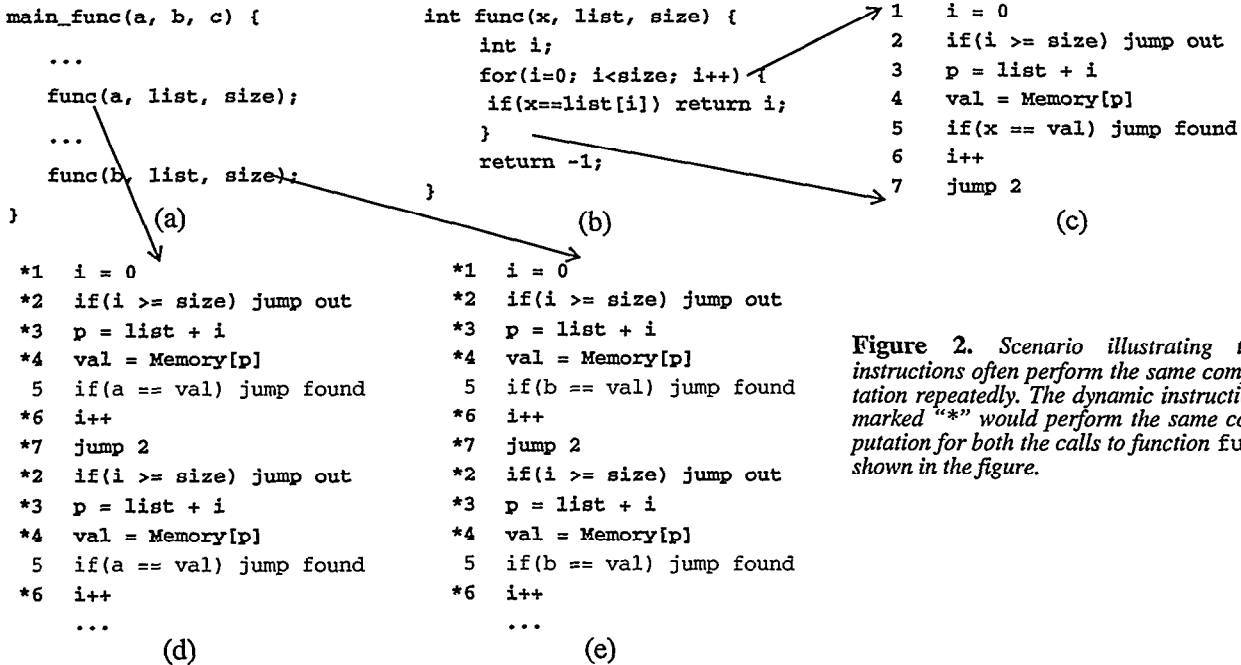 main_func(a, b, c) {
...
func(a, list, size);
...
func(b, list, size);
}
(a)
int func(x, list, size) {
int i;
for(i=0; i<size; i++) {
if(x==list[i]) return i;
}
return -1;
}
(b)
1 i = 0
2 if(i >= size) jump out
3 p = list + i
4 val = Memory[p]
5 if(x == val) jump found
6 i++
7 jump 2
(c)
*1 i = 0
*2 if(i >= size) jump out
*3 p = list + i
*4 val = Memory[p]
5 if(a == val) jump found
*6 i++
*7 jump 2
*2 if(i >= size) jump out
*3 p = list + i
*4 val = Memory[p]
5 if(a == val) jump found
*6 i++
...
(d)
*1 i = 0
*2 if(i >= size) jump out
*3 p = list + i
*4 val = Memory[p]
5 if(b == val) jump found
*6 i++
*7 jump 2
*2 if(i >= size) jump out
*3 p = list + i
*4 val = Memory[p]
5 if(b == val) jump found
*6 i++
...
(e)
Figure 2. Scenario illustrating
instructions often perform the same com
tation repeatedly. The dynamic instructi
marked "*" would perform the same co
putation for both the calls to function fu
shown in the figure.